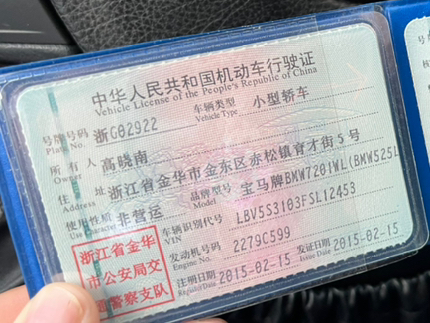 中华人民共和国机动车行驶证
Vehicle License of the People's Republic of China
号牌号码 浙G02922 车辆类型 小型轿车
Plate No. Vehicle Type
所有人 高晓南
Owner
住址 浙江省金华市金东区赤松镇育才街5号
Address
使用性质 非营运 品牌型号 宝马牌BMW7201WL(BMW525L
Use Character Model
车辆识别代号 LBV5S3103FSL12453
VIN
发动机号码 2279C599
Engine No.
注册日期 2015-02-15 发证日期 2015-02-15
Register Date Issue Date
浙江省金华
市公安局交
通警察支队